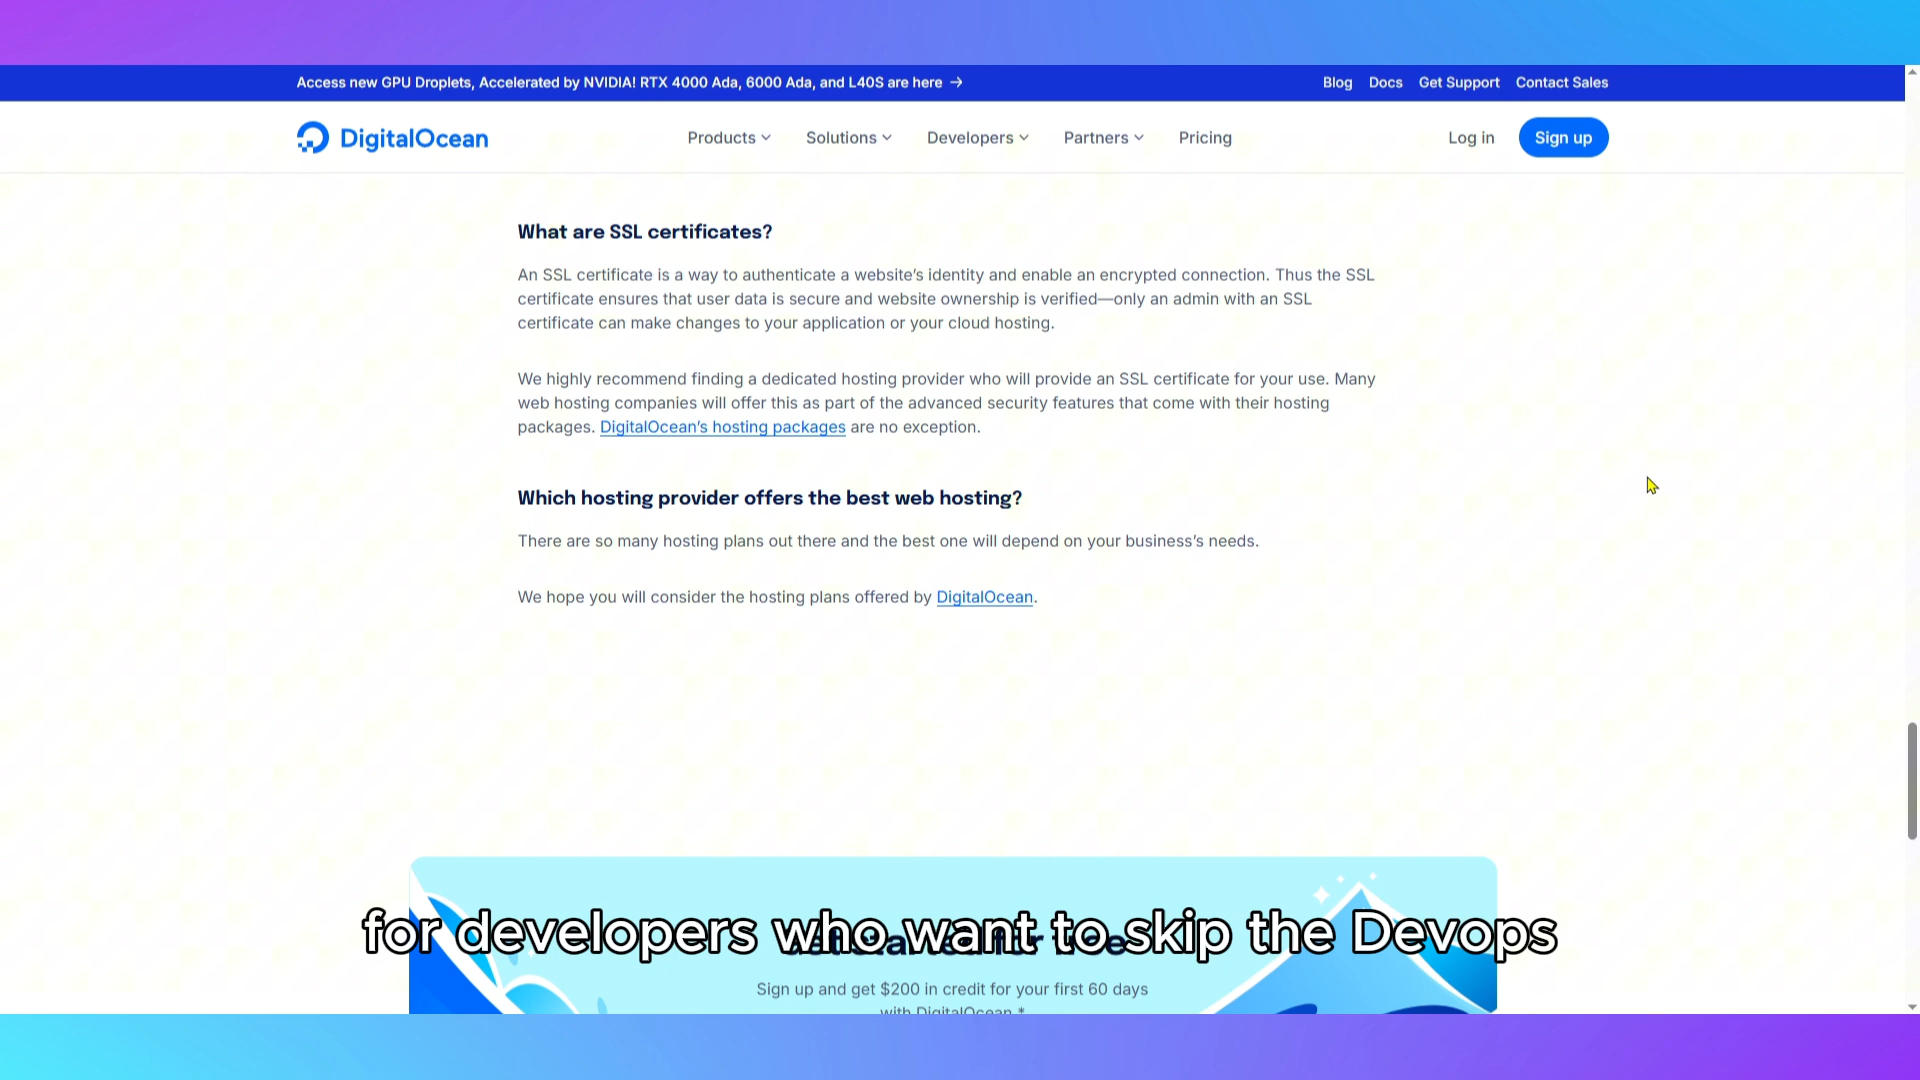 Access new GPU Droplets, Accelerated by NVIDIA! RTX 4000 Ada, 6000 Ada, and L40S are here →
Blog Docs Get Support Contact Sales
DigitalOcean
Products Solutions Developers Partners Pricing
Log in Sign up
What are SSL certificates?
An SSL certificate is a way to authenticate a website’s identity and enable an encrypted connection. Thus the SSL
certificate ensures that user data is secure and website ownership is verified—only an admin with an SSL
certificate can make changes to your application or your cloud hosting.
We highly recommend finding a dedicated hosting provider who will provide an SSL certificate for your use. Many
web hosting companies will offer this as part of the advanced security features that come with their hosting
packages. DigitalOcean’s hosting packages are no exception.
Which hosting provider offers the best web hosting?
There are so many hosting plans out there and the best one will depend on your business’s needs.
We hope you will consider the hosting plans offered by DigitalOcean.
for developers who want to skip the Devops
Sign up and get $200 in credit for your first 60 days
with DigitalOcean.*